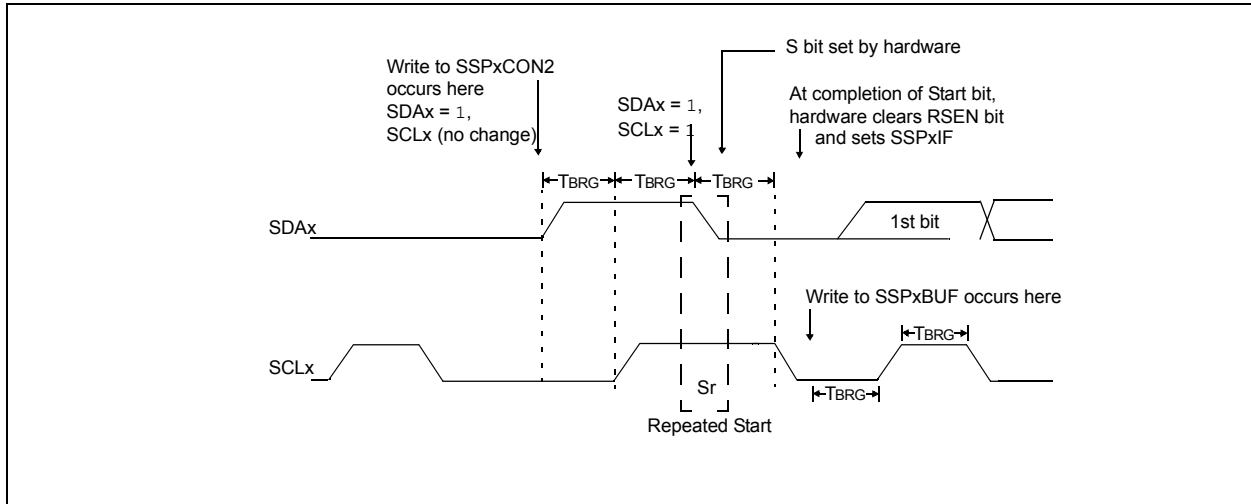 S bit set by hardware
Write to SSPxCON2
occurs here
SDAx = 1,
SCLx (no change)
SDAx = 1,
SCLx = 1
At completion of Start bit,
hardware clears RSEN bit
and sets SSPxIF
TBRG
TBRG
TBRG
SDAx
1st bit
Write to SSPxBUF occurs here
TBRG
SCLx
TBRG
Sr
Repeated Start